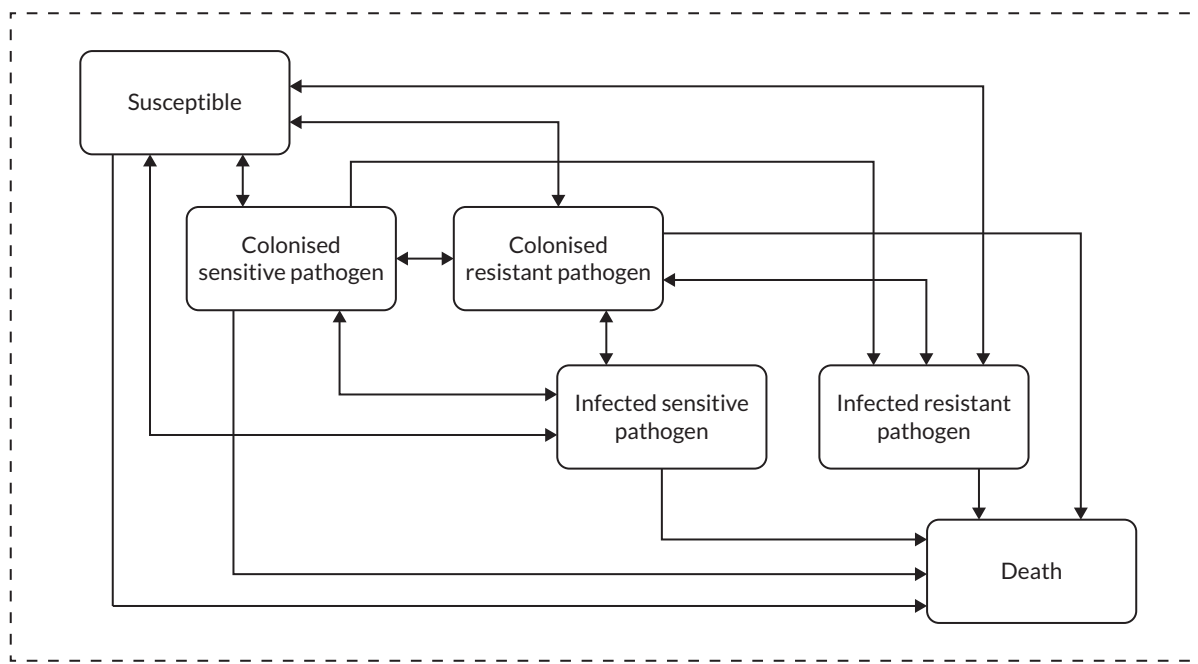 Susceptible
Colonised
sensitive pathogen
Colonised
resistant pathogen
Infected sensitive
pathogen
Infected resistant
pathogen
Death